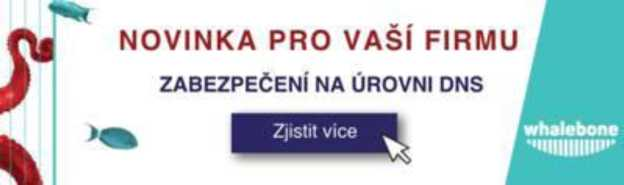 NOVINKA PRO VAŠÍ FIRMU
ZABEZPEČENÍ NA ÚROVNI DNS
Zjistit více
whalebone